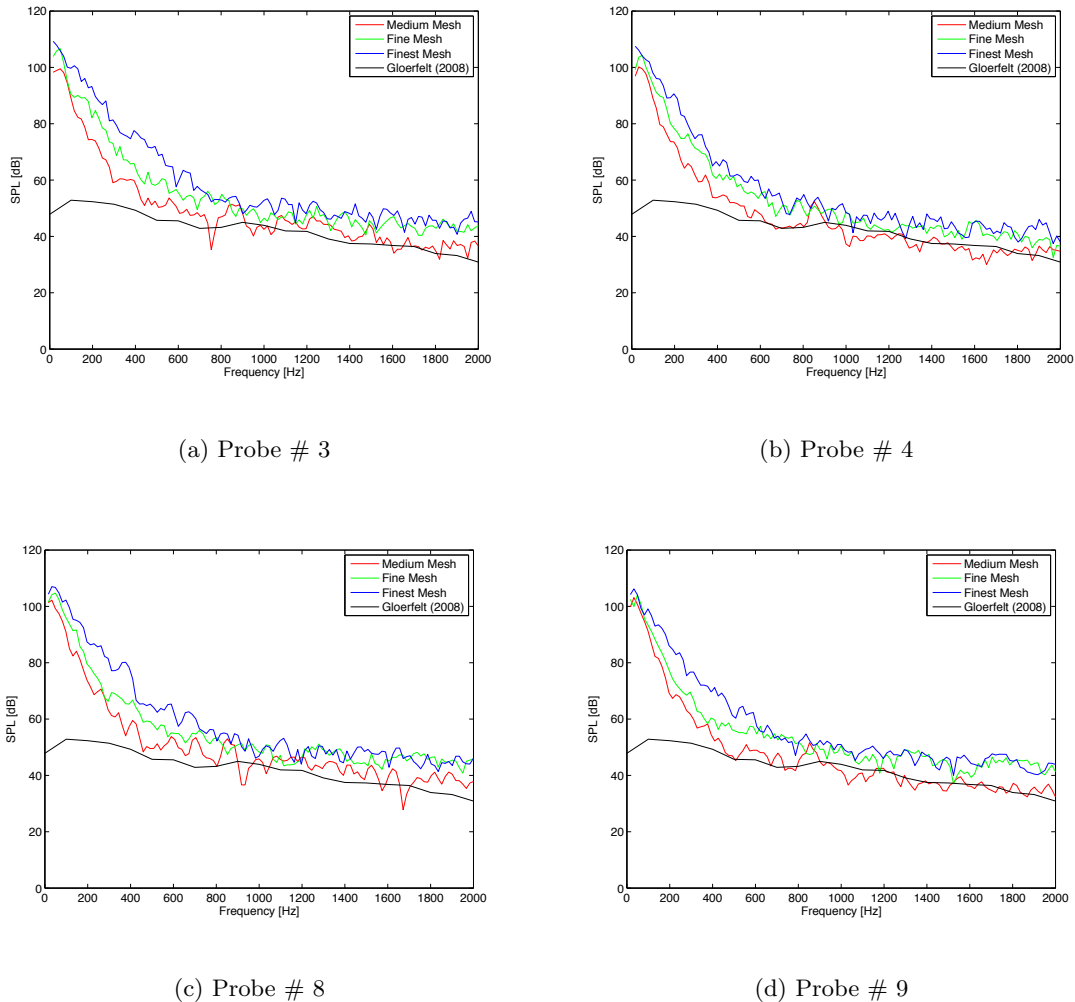 120
100
80
60
40
20
0
SPL [dB]
0 200 400 600 800 1000 1200 1400 1600 1800 2000
Frequency [Hz]
Medium Mesh
Fine Mesh
Finest Mesh
Gloerfelt (2008)
(a) Probe # 3
120
100
80
60
40
20
0
SPL [dB]
0 200 400 600 800 1000 1200 1400 1600 1800 2000
Frequency [Hz]
Medium Mesh
Fine Mesh
Finest Mesh
Gloerfelt (2008)
(b) Probe # 4
120
100
80
60
40
20
0
SPL [dB]
0 200 400 600 800 1000 1200 1400 1600 1800 2000
Frequency [Hz]
Medium Mesh
Fine Mesh
Finest Mesh
Gloerfelt (2008)
(c) Probe # 8
120
100
80
60
40
20
0
SPL [dB]
0 200 400 600 800 1000 1200 1400 1600 1800 2000
Frequency [Hz]
Medium Mesh
Fine Mesh
Finest Mesh
Gloerfelt (2008)
(d) Probe # 9